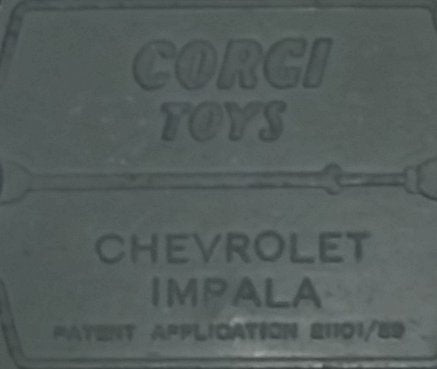 CORGI
TOYS
CHEVROLET
IMPALA
PATENT APPLICATION 21101/59